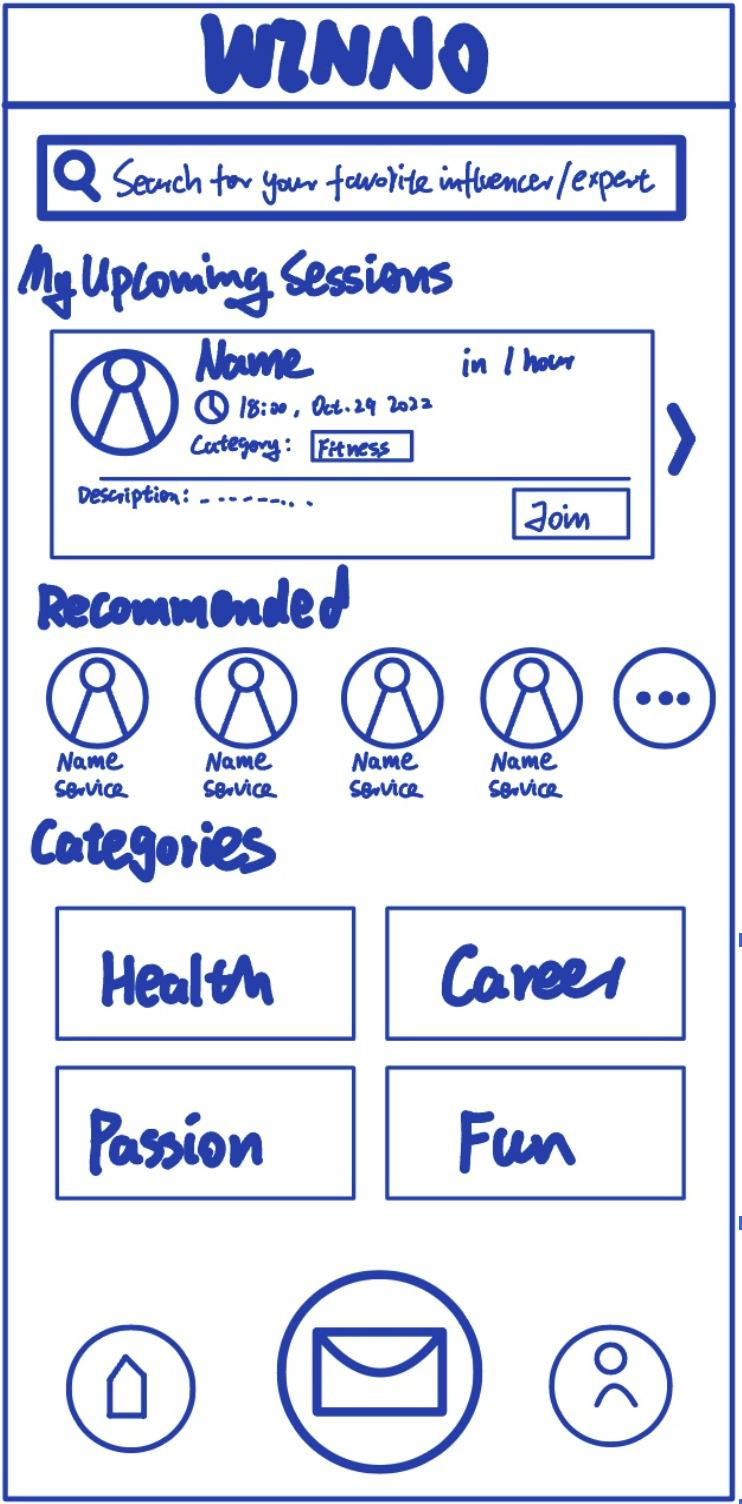 WINNO
Search for your favorite influencer/expert
My Upcoming Sessions
Name in 1 hour
18:00, Oct. 29 2022
Category: Fitness
Description: - - - - - - . .
Join
Recommended
Name Name Name Name
Service Service Service Service
Categories
Health Career
Passion Fun